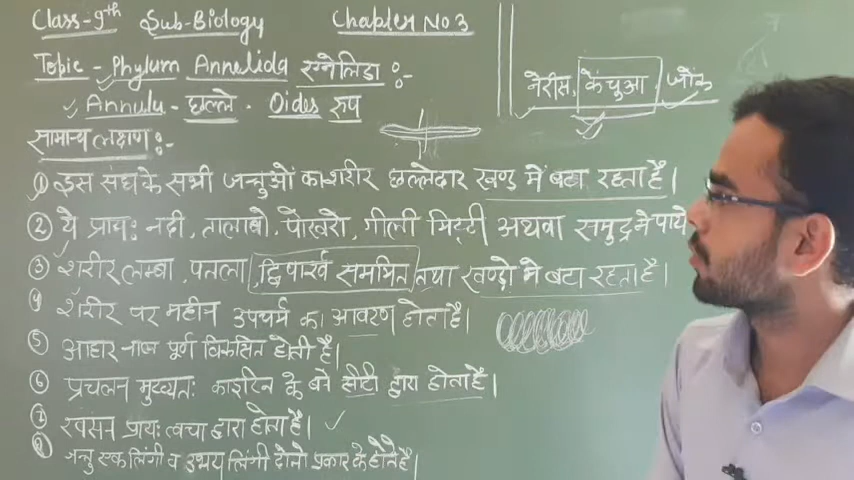 Class-9th Sub-Biology Chapter No 3
Topic - Phylum Annelida एनेलिडा :-
Annulu - छल्ले . Oides रुप
नेरीस, केंचुआ, जोंक
सामान्य लक्षण :-
① इस संघ के सभी जन्तुओं का शरीर छल्लेदार खण्ड में बटा रहता है।
② ये प्रायः नदी, तालाबो, पोखरो, गीली मिट्टी अथवा समुद्र मे पाये
③ शरीर लम्बा, पतला, द्विपार्श्व सममित तथा खण्डो मे बटा रहता है।
④ शरीर पर महीन उपचर्म का आवरण होता है।
⑤ आहार नाल पूर्ण विकसित होती है।
⑥ प्रचलन मुख्यतः काइटिन के बने सीटी द्वारा होता है।
⑦ श्वसन प्रायः त्वचा द्वारा होता है।
⑧ जन्तु एक लिंगी व उभय लिंगी दोनो प्रकार के होते है।